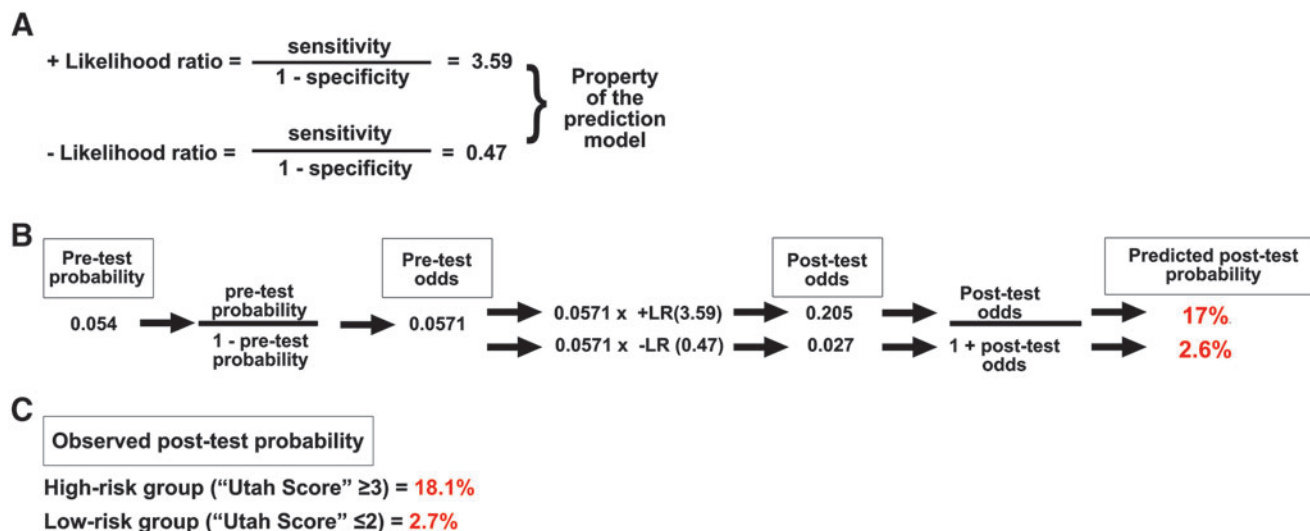 A
+ Likelihood ratio = sensitivity / 1 - specificity = 3.59
- Likelihood ratio = sensitivity / 1 - specificity = 0.47
Property
of the
prediction
model
B
Pre-test
probability
0.054
pre-test
probability
1 - pre-test
probability
Pre-test
odds
0.0571
0.0571 x +LR(3.59)
0.0571 x -LR (0.47)
Post-test
odds
0.205
0.027
Post-test
odds
1 + post-test
odds
Predicted post-test
probability
17%
2.6%
C
Observed post-test probability
High-risk group (“Utah Score” ≥3) = 18.1%
Low-risk group (“Utah Score” ≤2) = 2.7%